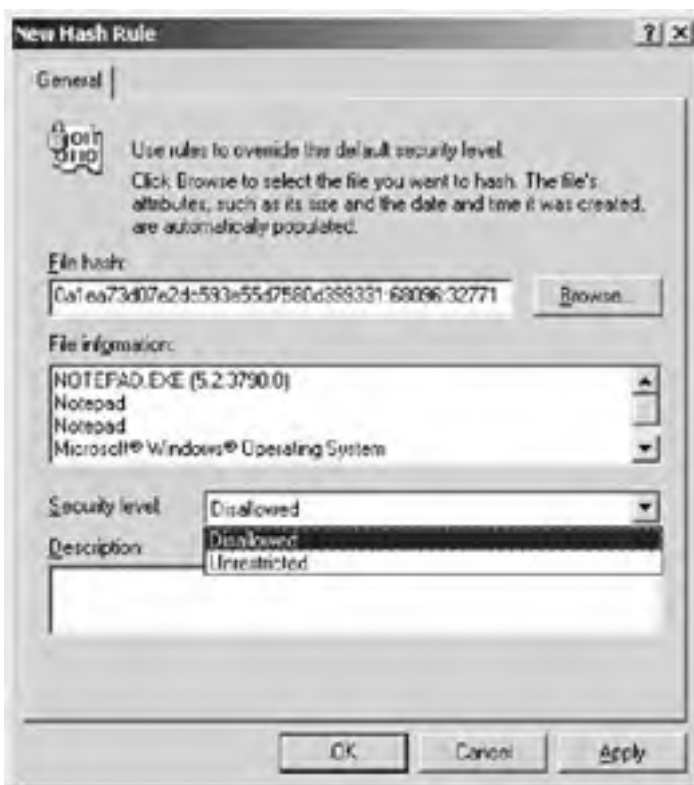 New Hash Rule
General
Use rules to override the default security level.
Click Browse to select the file you want to hash. The file's
attributes, such as its size and the date and time it was created,
are automatically populated.
File hash:
:68096:32771
Browse...
File information:
NOTEPAD.EXE (5.2.3790.0)
Notepad
Notepad
Microsoft® Windows® Operating System
Security level:
Disallowed
Disallowed
Unrestricted
Description:
OK
Cancel
Apply